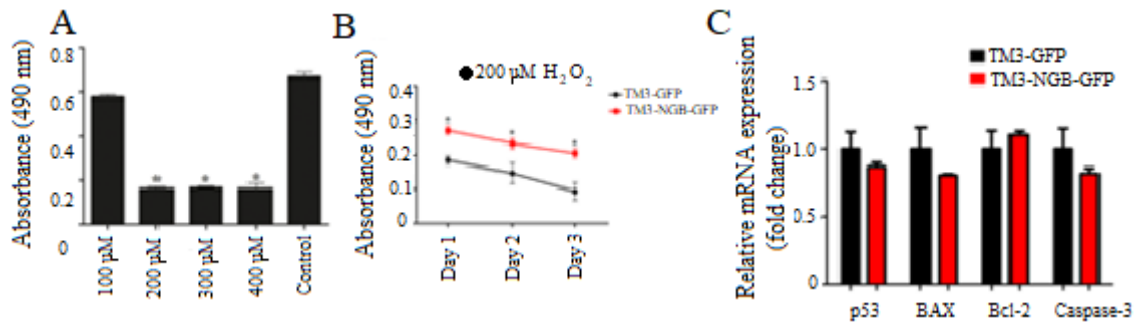 A
Absorbance (490 nm)
0.8
0.6
0.4
0.2
0
100 µM
200 µM
300 µM
400 µM
Control
*
*
*
B
200 µM H2O2
Absorbance (490 nm)
0.4
0.3
0.2
0.1
0
TM3-GFP
TM3-NGB-GFP
*
*
*
Day 1
Day 2
Day 3
C
TM3-GFP
TM3-NGB-GFP
Relative mRNA expression
(fold change)
1.5
1.0
0.5
0
p53
BAX
Bcl-2
Caspase-3